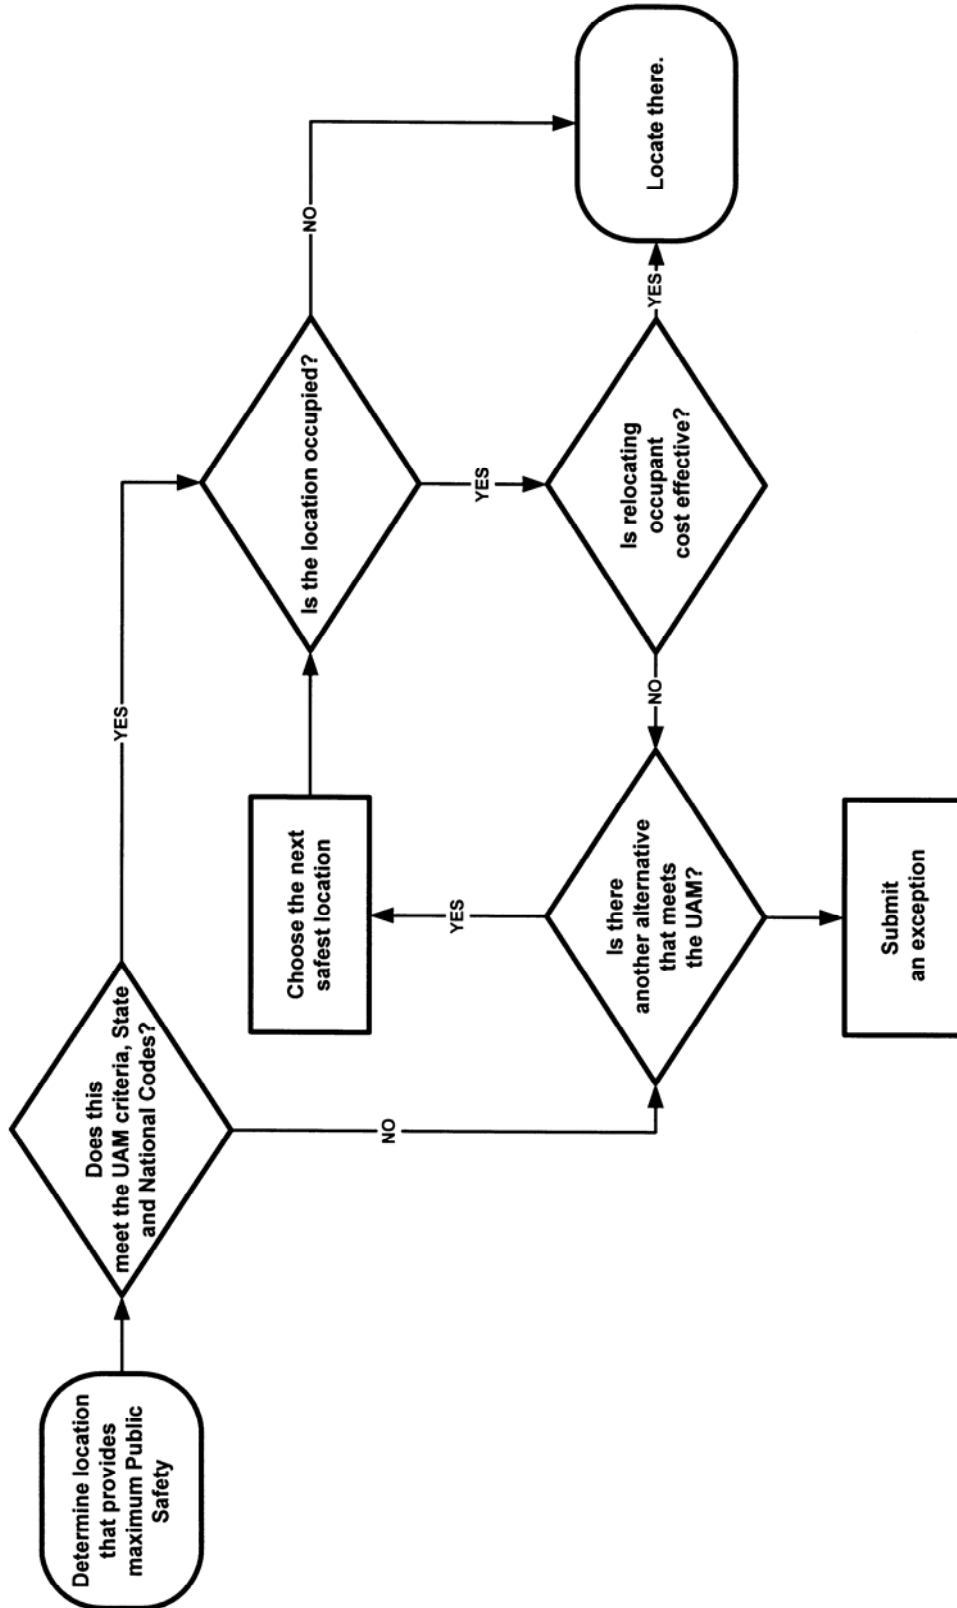 Determine location
that provides
maximum Public
Safety
Does this
meet the UAM criteria, State
and National Codes?
YES
NO
Choose the next
safest location
Is the location occupied?
NO
YES
YES
Is there
another alternative
that meets
the UAM?
NO
Is relocating
occupant
cost effective?
YES
Locate there.
Submit
an exception